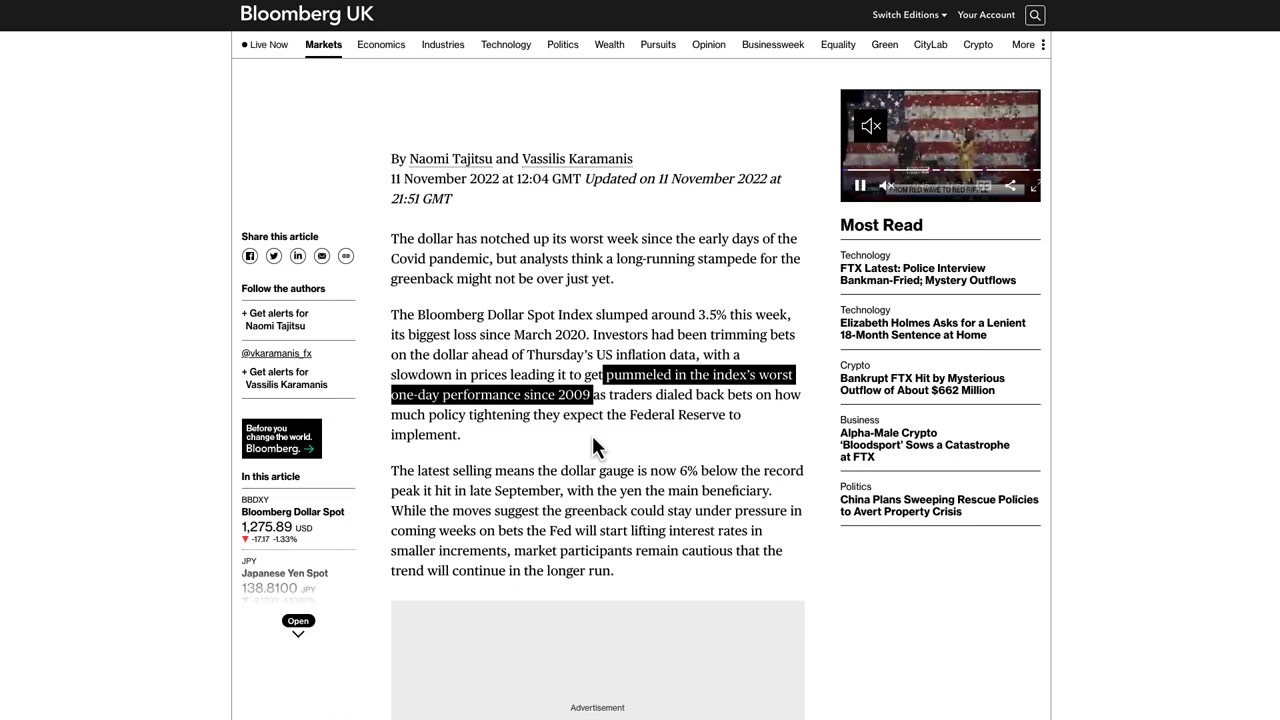 Bloomberg UK
Switch Editions
Your Account
Live Now
Markets
Economics
Industries
Technology
Politics
Wealth
Pursuits
Opinion
Businessweek
Equality
Green
CityLab
Crypto
More
By Naomi Tajitsu and Vassilis Karamanis
11 November 2022 at 12:04 GMT Updated on 11 November 2022 at
21:51 GMT
Share this article
Follow the authors
+ Get alerts for
Naomi Tajitsu
@vkaramanis_fx
+ Get alerts for
Vassilis Karamanis
Before you
change the world.
Bloomberg. →
In this article
BBDXY
Bloomberg Dollar Spot
1,275.89 USD
▼ -17.17 -1.33%
JPY
Japanese Yen Spot
138.8100 JPY
Open
The dollar has notched up its worst week since the early days of the
Covid pandemic, but analysts think a long-running stampede for the
greenback might not be over just yet.
The Bloomberg Dollar Spot Index slumped around 3.5% this week,
its biggest loss since March 2020. Investors had been trimming bets
on the dollar ahead of Thursday’s US inflation data, with a
slowdown in prices leading it to get pummeled in the index’s worst
one-day performance since 2009 as traders dialed back bets on how
much policy tightening they expect the Federal Reserve to
implement.
The latest selling means the dollar gauge is now 6% below the record
peak it hit in late September, with the yen the main beneficiary.
While the moves suggest the greenback could stay under pressure in
coming weeks on bets the Fed will start lifting interest rates in
smaller increments, market participants remain cautious that the
trend will continue in the longer run.
Advertisement
FROM RED WAVE TO RED RIPPLE
Most Read
Technology
FTX Latest: Police Interview
Bankman-Fried; Mystery Outflows
Technology
Elizabeth Holmes Asks for a Lenient
18-Month Sentence at Home
Crypto
Bankrupt FTX Hit by Mysterious
Outflow of About $662 Million
Business
Alpha-Male Crypto
‘Bloodsport’ Sows a Catastrophe
at FTX
Politics
China Plans Sweeping Rescue Policies
to Avert Property Crisis